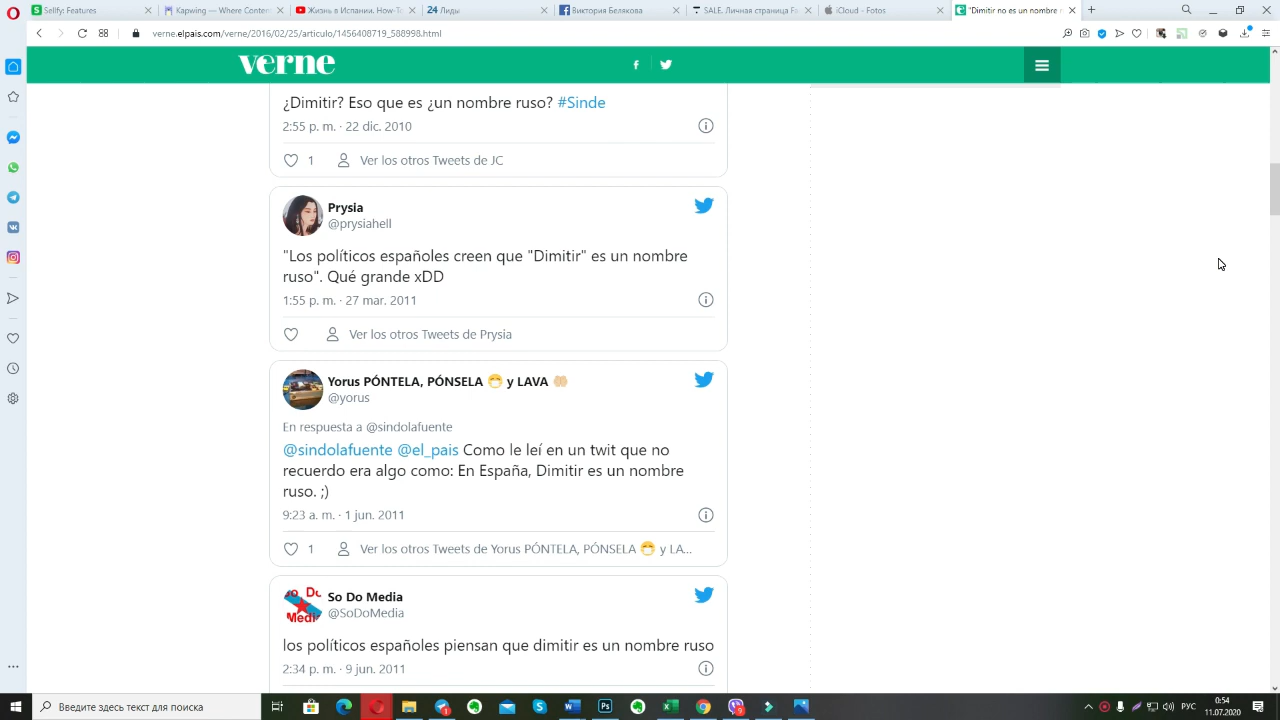 Sellfy: Features
Kapwing — Where Conten
Жизнь в Испании. How-To
Лиды
Виктория Белякова
SALE. Личная страница Fa
iCloud - Fotos
"Dimitir no es un nombre r
verne.elpais.com/verne/2016/02/25/articulo/1456408719_588998.html
verne
¿Dimitir? Eso que es ¿un nombre ruso? #Sinde
2:55 p. m. · 22 dic. 2010
1 Ver los otros Tweets de JC
Prysia
@prysiahell
"Los políticos españoles creen que "Dimitir" es un nombre
ruso". Qué grande xDD
1:55 p. m. · 27 mar. 2011
Ver los otros Tweets de Prysia
Yorus PÓNTELA, PÓNSELA 😷 y LAVA 👐🏻
@yorus
En respuesta a @sindolafuente
@sindolafuente @el_pais Como le leí en un twit que no
recuerdo era algo como: En España, Dimitir es un nombre
ruso. ;)
9:23 a. m. · 1 jun. 2011
1 Ver los otros Tweets de Yorus PÓNTELA, PÓNSELA 😷 y LA...
So Do Media
@SoDoMedia
los políticos españoles piensan que dimitir es un nombre ruso
2:34 p. m. · 9 jun. 2011
Введите здесь текст для поиска
РУС
0:54
11.07.2020